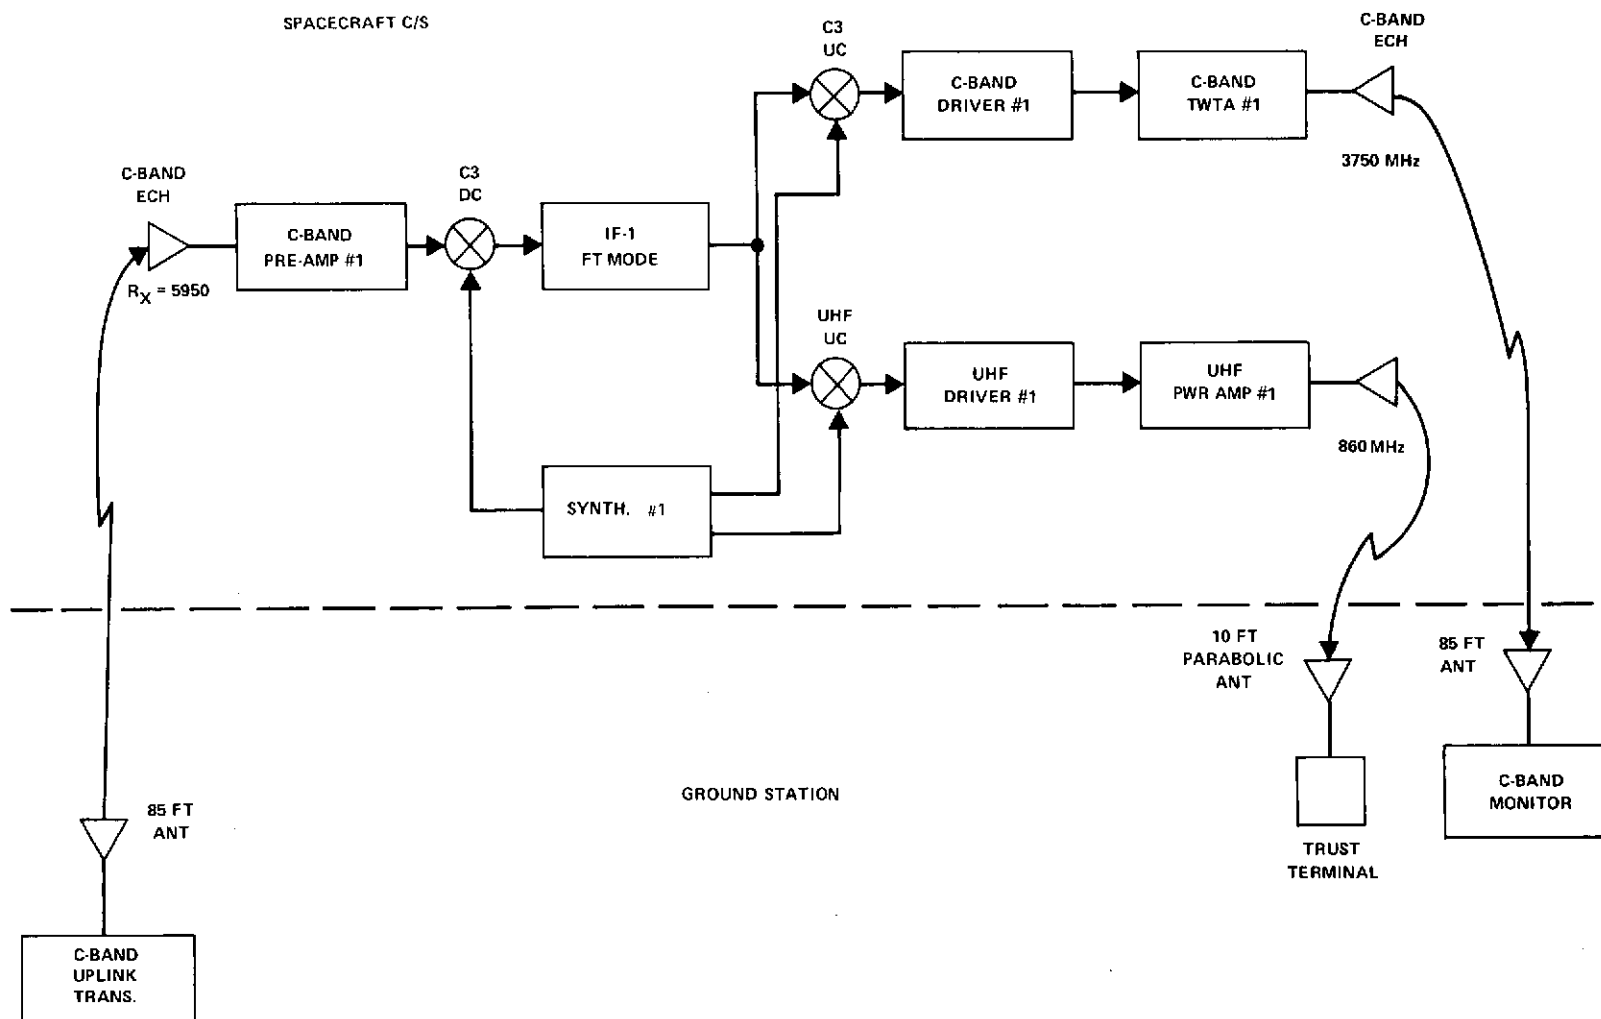 SPACECRAFT C/S
C3
UC
C-BAND
ECH
C-BAND
DRIVER #1
C-BAND
TWTA #1
3750 MHz
C-BAND
ECH
C3
DC
C-BAND
PRE-AMP #1
IF-1
FT MODE
RX = 5950
UHF
UC
UHF
DRIVER #1
UHF
PWR AMP #1
860 MHz
SYNTH. #1
10 FT
PARABOLIC
ANT
85 FT
ANT
GROUND STATION
C-BAND
MONITOR
85 FT
ANT
TRUST
TERMINAL
C-BAND
UPLINK
TRANS.